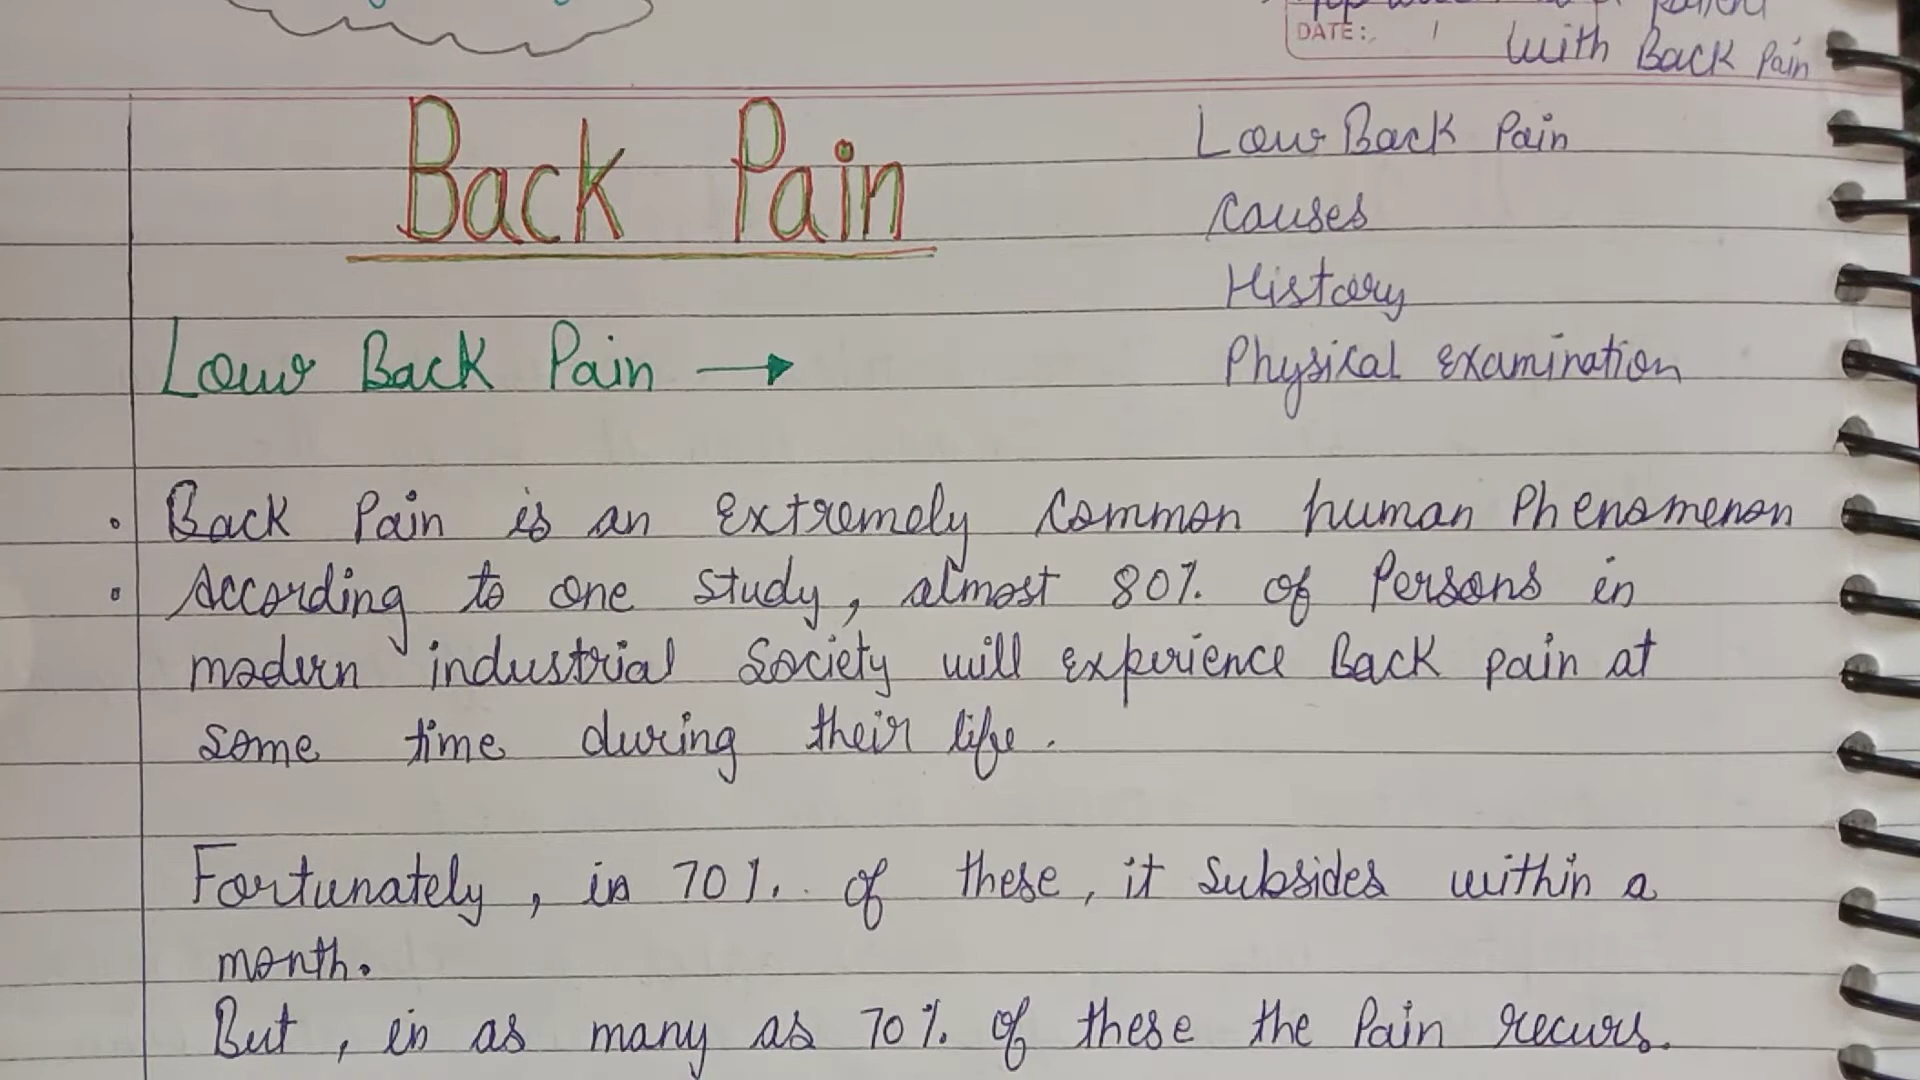 DATE:
with Back Pain
Back Pain
Low Back Pain
causes
History
Physical examination
Low Back Pain →
• Back Pain is an extremely common human Phenomenon
• According to one study, almost 80% of Persons in
modern industrial society will experience Back pain at
some time during their life.
Fortunately, in 70%. of these, it subsides within a
month.
But, in as many as 70% of these the Pain recurs.